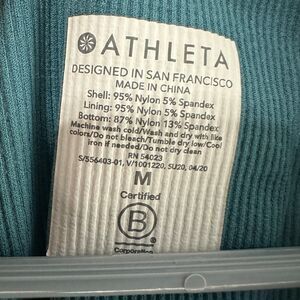 ATHLETA
DESIGNED IN SAN FRANCISCO
MADE IN CHINA
Shell: 95% Nylon 5% Spandex
Lining: 95% Nylon 5% Spandex
Bottom: 87% Nylon 13% Spandex
Machine wash cold/Wash and dry with like
colors/Do not bleach/Tumble dry low/Cool
iron if needed/Do not dry clean
RN 54023
S/556403-01, V/1001220, SU20, 04/20
M
Certified
B
Corporation